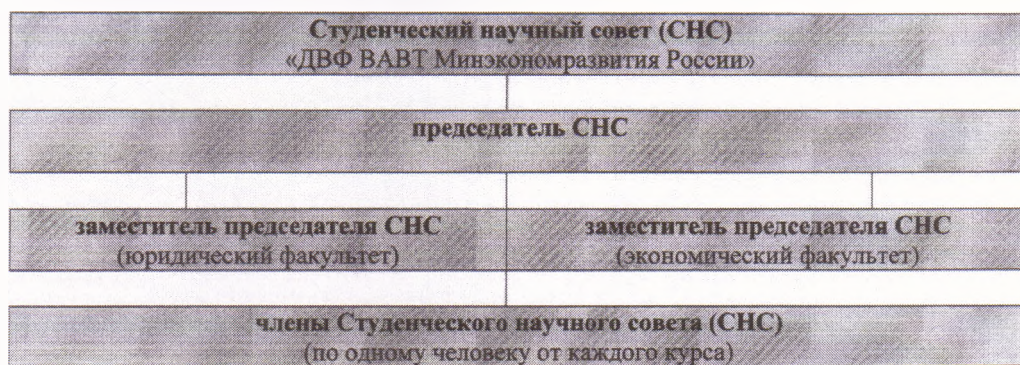 Студенческий научный совет (СНС)
«ДВФ ВАВТ Минэкономразвития России»
председатель СНС
заместитель председателя СНС
(юридический факультет)
заместитель председателя СНС
(экономический факультет)
члены Студенческого научного совета (СНС)
(по одному человеку от каждого курса)